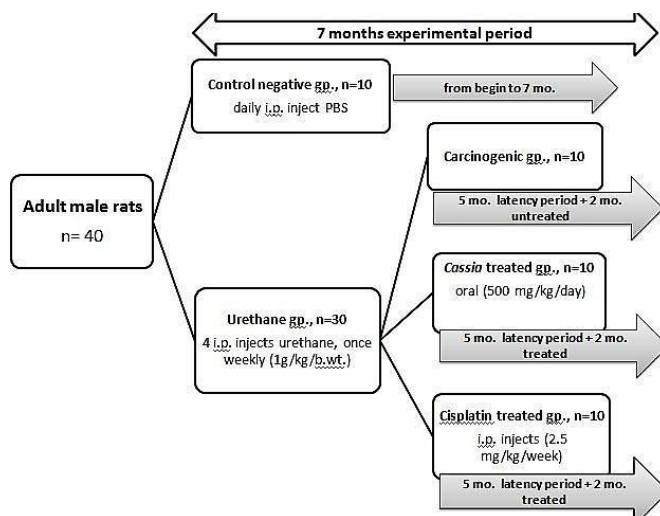 7 months experimental period
Control negative gp., n=10
daily i.p. inject PBS
from begin to 7 mo.
Adult male rats
n= 40
Urethane gp., n=30
4 i.p. injects urethane, once
weekly (1g/kg/b.wt.)
Carcinogenic gp., n=10
5 mo. latency period + 2 mo.
untreated
Cassia treated gp., n=10
oral (500 mg/kg/day)
5 mo. latency period + 2 mo.
treated
Cisplatin treated gp., n=10
i.p. injects (2.5
mg/kg/week)
5 mo. latency period + 2 mo.
treated